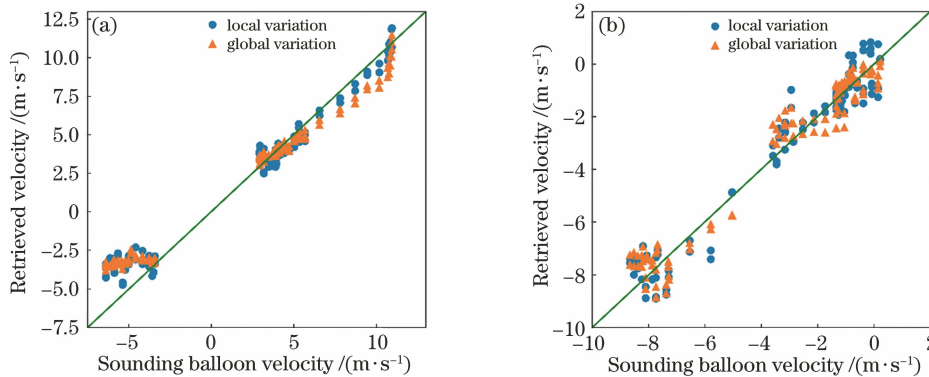 (a)
local variation
global variation
12.5
10.0
7.5
5.0
2.5
0
−2.5
−5.0
−7.5
Retrieved velocity /(m·s⁻¹)
−5
0
5
10
Sounding balloon velocity /(m·s⁻¹)
(b)
local variation
global variation
2
0
−2
−4
−6
−8
−10
Retrieved velocity /(m·s⁻¹)
−10
−8
−6
−4
−2
0
2
Sounding balloon velocity /(m·s⁻¹)